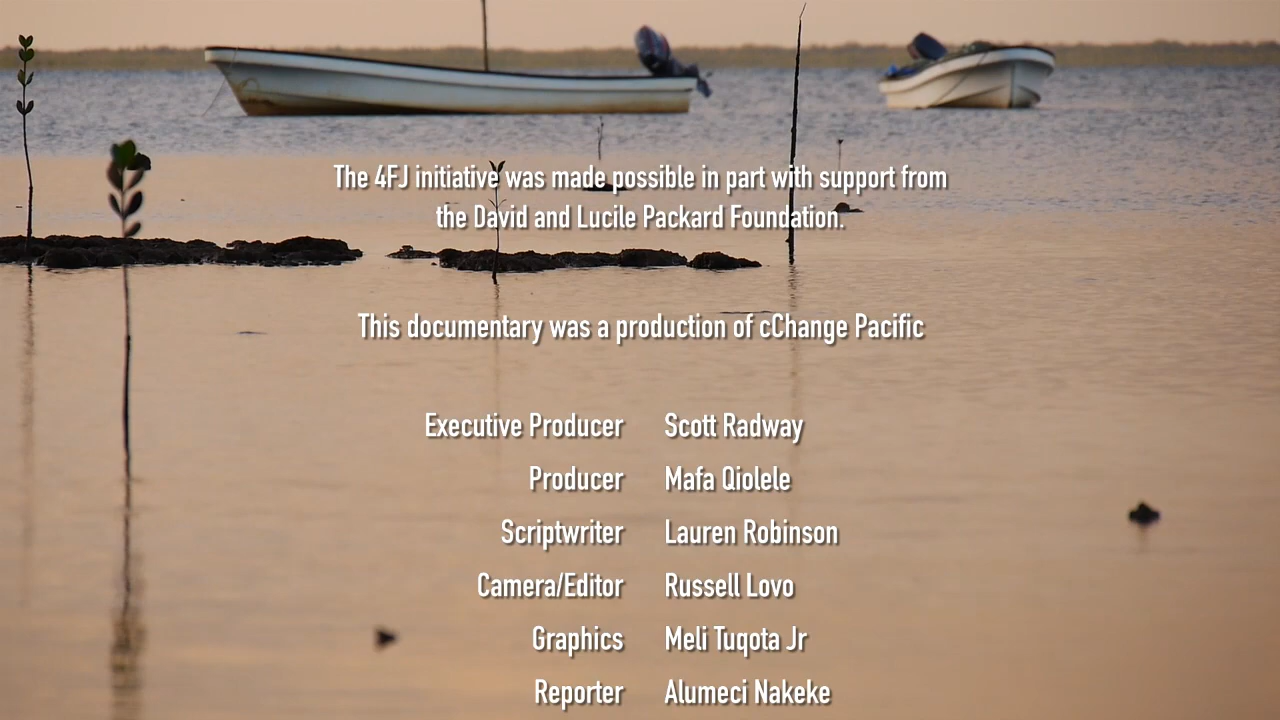 The 4FJ initiative was made possible in part with support from
the David and Lucile Packard Foundation.
This documentary was a production of cChange Pacific
Executive Producer Scott Radway
Producer Mafa Qiolele
Scriptwriter Lauren Robinson
Camera/Editor Russell Lovo
Graphics Meli Tuqota Jr
Reporter Alumeci Nakeke